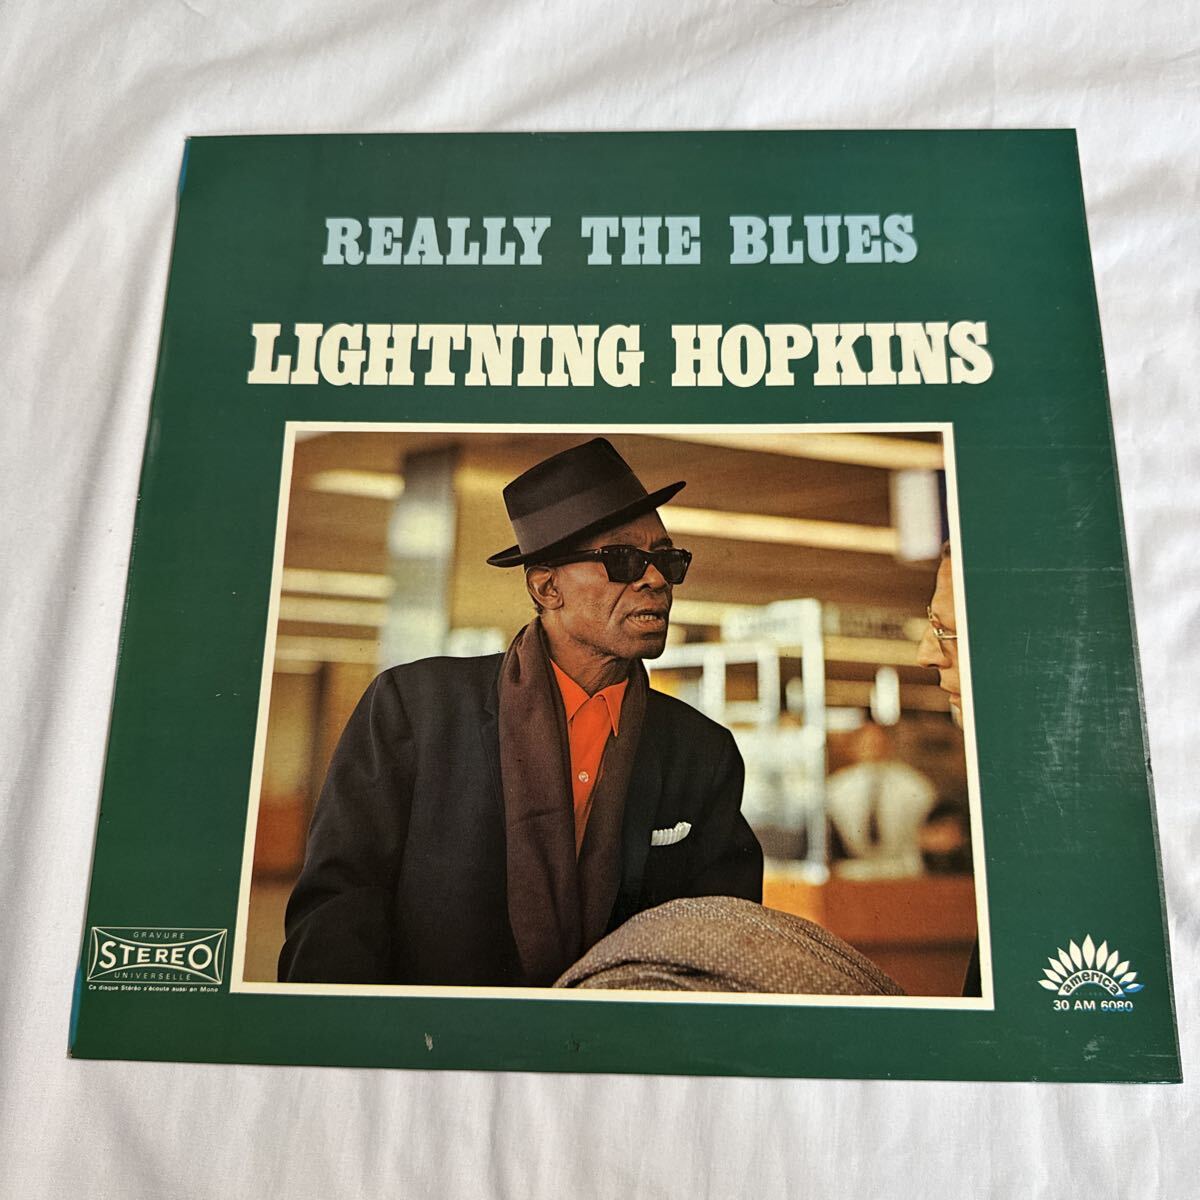 REALLY THE BLUES
LIGHTNING HOPKINS
GRAVURE
STEREO
UNIVERSELLE
Ce disque Stéréo s'écoute aussi en Mono
america
30 AM 6080